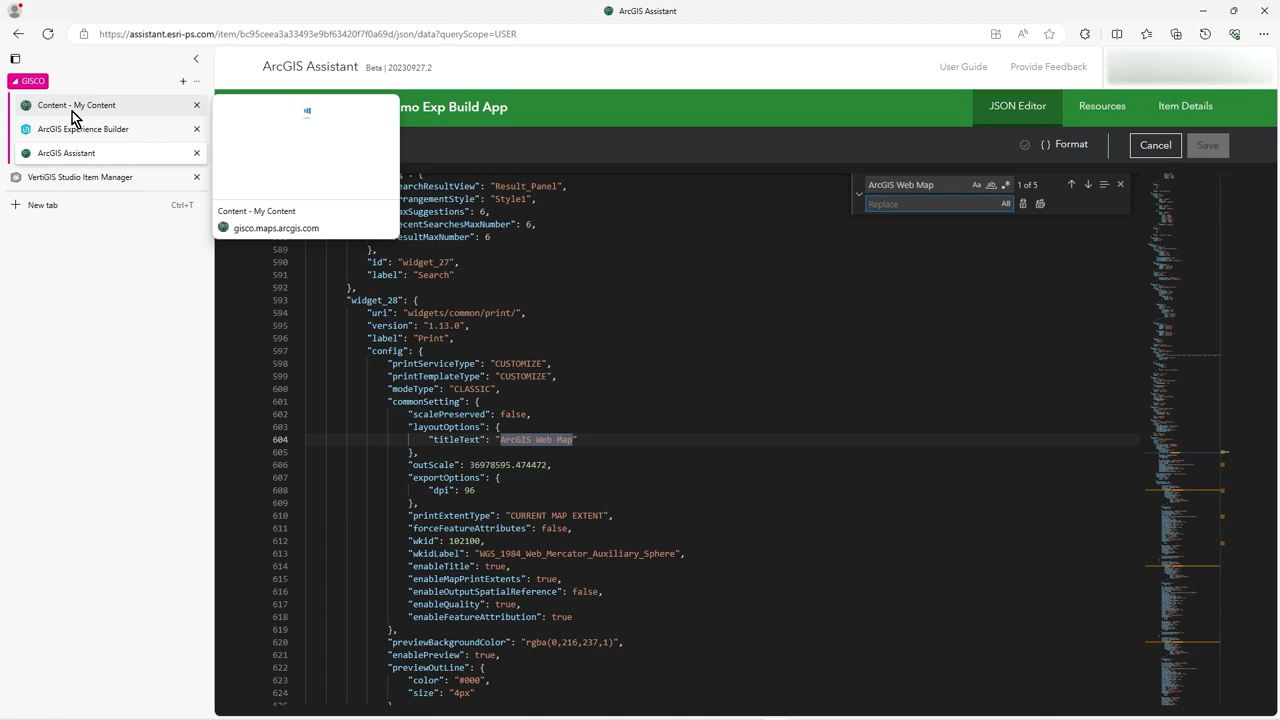 ArcGIS Assistant
https://assistant.esri-ps.com/item/bc95ceea3a33493e9bf63420f7f0a69d/json/data?queryScope=USER
GISCO
Content - My Content
ArcGIS Experience Builder
ArcGIS Assistant
VertiGIS Studio Item Manager
New tab
Ctrl+T
Content - My Content
gisco.maps.arcgis.com
ArcGIS Assistant Beta | 20230927.2
User Guide
Provide Feedback
mo Exp Build App
JSON Editor
Resources
Item Details
{ } Format
Cancel
Save
ArcGIS Web Map
Aa
ab
1 of 5
Replace
AB
earchResultView": "Result_Panel",
rrangementStyle": "Style1",
axSuggestions": 6,
ecentSearchesMaxNumber": 6,
esultMaxNumber": 6
589 },
590 "id": "widget_27",
591 "label": "Search"
592 },
593 "widget_28": {
594 "uri": "widgets/common/print/",
595 "version": "1.13.0",
596 "label": "Print",
597 "config": {
598 "printServiceType": "CUSTOMIZE",
599 "printTemplateType": "CUSTOMIZE",
600 "modeType": "CLASSIC",
601 "commonSetting": {
602 "scalePreserved": false,
603 "layoutOptions": {
604 "titleText": "ArcGIS Web Map"
605 },
606 "outScale": 36978595.474472,
607 "exportOptions": {
608 "dpi": 96
609 },
610 "printExtentType": "CURRENT MAP EXTENT",
611 "forceFeatureAttributes": false,
612 "wkid": 102100,
613 "wkidLabel": "WGS_1984_Web_Mercator_Auxiliary_Sphere",
614 "enableTitle": true,
615 "enableMapPrintExtents": true,
616 "enableOutputSpatialReference": false,
617 "enableQuality": true,
618 "enableFeatureAttribution": true
619 },
620 "previewBackgroundColor": "rgba(0,216,237,1)",
621 "enablePreview": true,
622 "previewOutLine": {
623 "color": "#000",
624 "size": "4px"